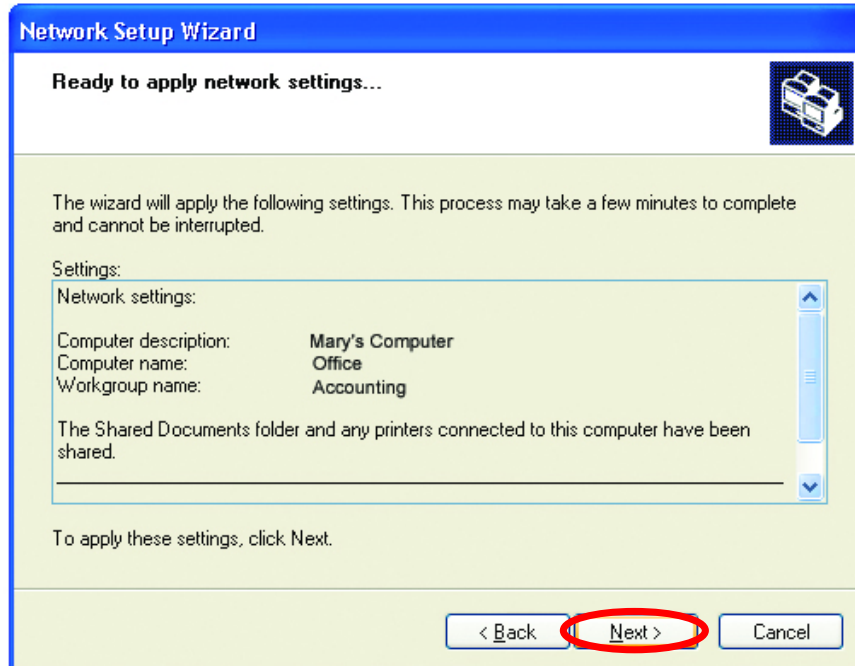 Network Setup Wizard
Ready to apply network settings...
The wizard will apply the following settings. This process may take a few minutes to complete
and cannot be interrupted.
Settings:
Network settings:
Computer description: Mary's Computer
Computer name: Office
Workgroup name: Accounting
The Shared Documents folder and any printers connected to this computer have been
shared.
To apply these settings, click Next.
< Back Next > Cancel